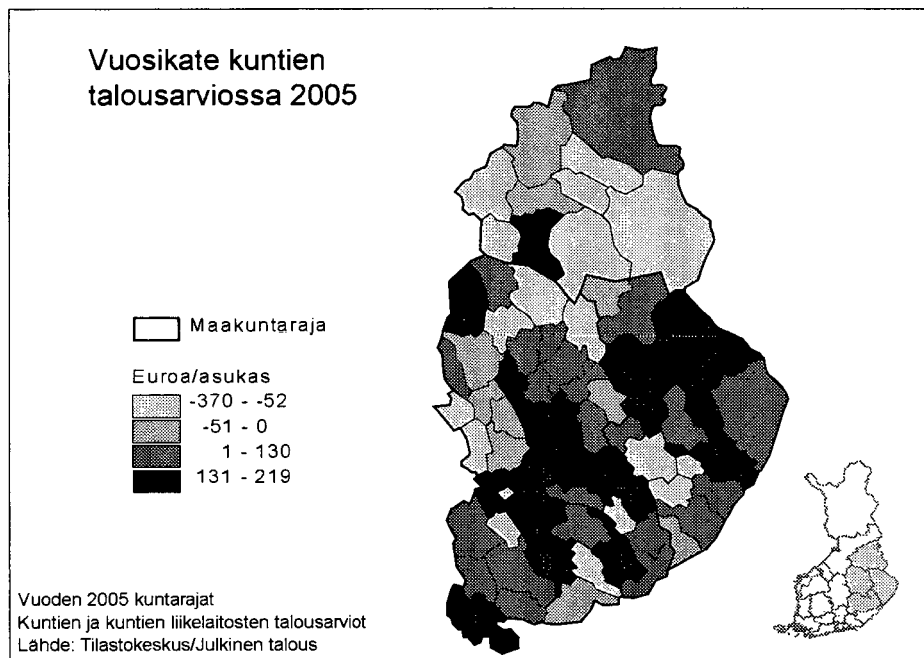 Vuosikate kuntien
talousarviossa 2005
Maakuntaraja
Euroa/asukas
-370 - -52
-51 - 0
1 - 130
131 - 219
Vuoden 2005 kuntarajat
Kuntien ja kuntien liikelaitosten talousarviot
Lähde: Tilastokeskus/Julkinen talous